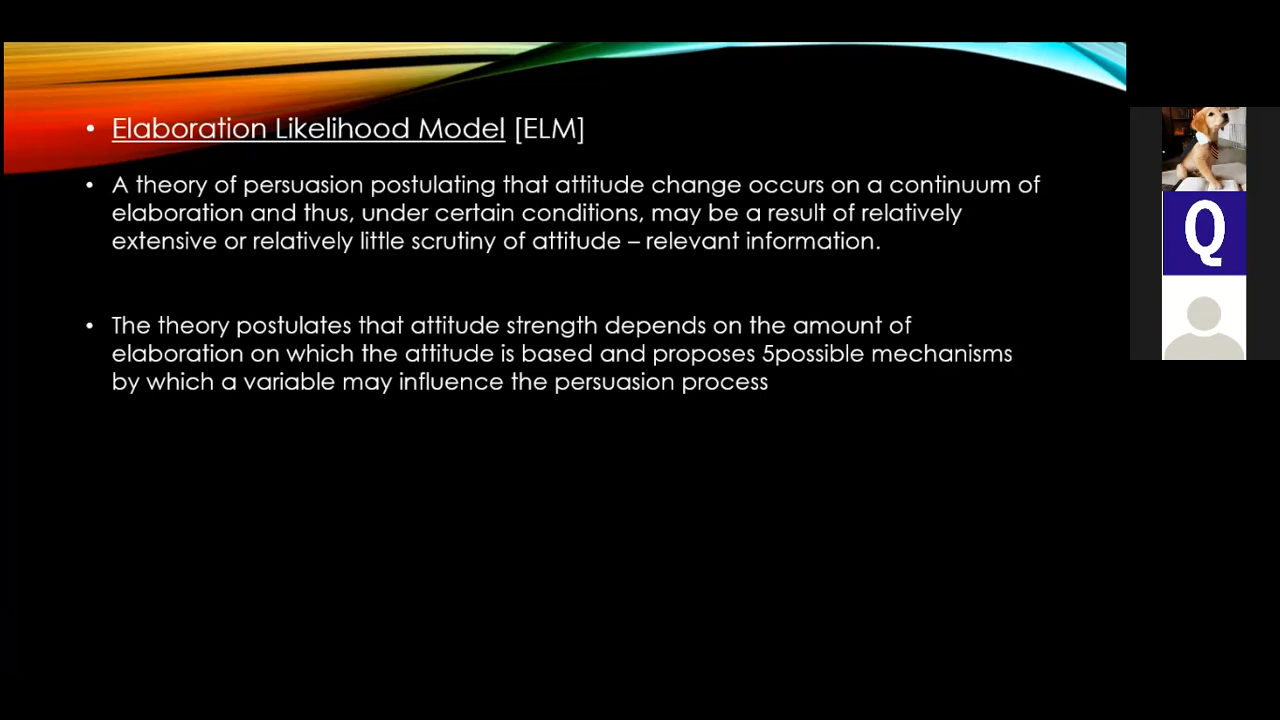 • Elaboration Likelihood Model [ELM]
• A theory of persuasion postulating that attitude change occurs on a continuum of
elaboration and thus, under certain conditions, may be a result of relatively
extensive or relatively little scrutiny of attitude – relevant information.
• The theory postulates that attitude strength depends on the amount of
elaboration on which the attitude is based and proposes 5possible mechanisms
by which a variable may influence the persuasion process
Q